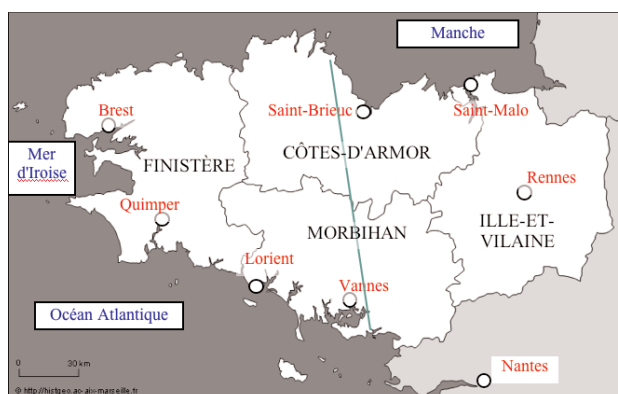 Manche
Brest
Saint-Brieuc
Saint-Malo
Mer
d'Iroise
FINISTÈRE
CÔTES-D'ARMOR
Rennes
Quimper
MORBIHAN
ILLE-ET-
VILAINE
Lorient
Vannes
Océan Atlantique
Nantes
0 30 km
© http://histgeo.ac-aix-marseille.fr